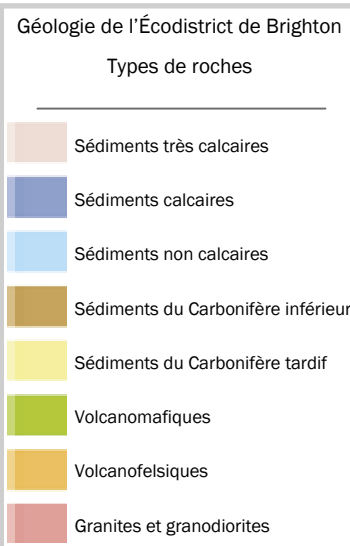 Géologie de l'Écodistrict de Brighton
Types de roches
Sédiments très calcaires
Sédiments calcaires
Sédiments non calcaires
Sédiments du Carbonifère inférieur
Sédiments du Carbonifère tardif
Volcanomafiques
Volcanofelsiques
Granites et granodiorites